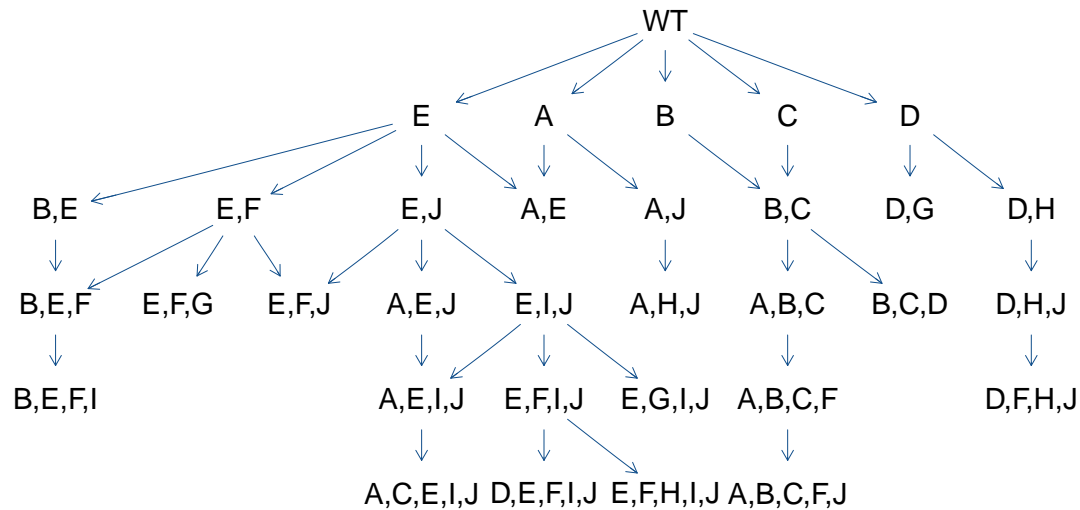 WT
E A B C D
B,E E,F E,J A,E A,J B,C D,G D,H
B,E,F E,F,G E,F,J A,E,J E,I,J A,H,J A,B,C B,C,D D,H,J
B,E,F,I A,E,I,J E,F,I,J E,G,I,J A,B,C,F D,F,H,J
A,C,E,I,J D,E,F,I,J E,F,H,I,J A,B,C,F,J